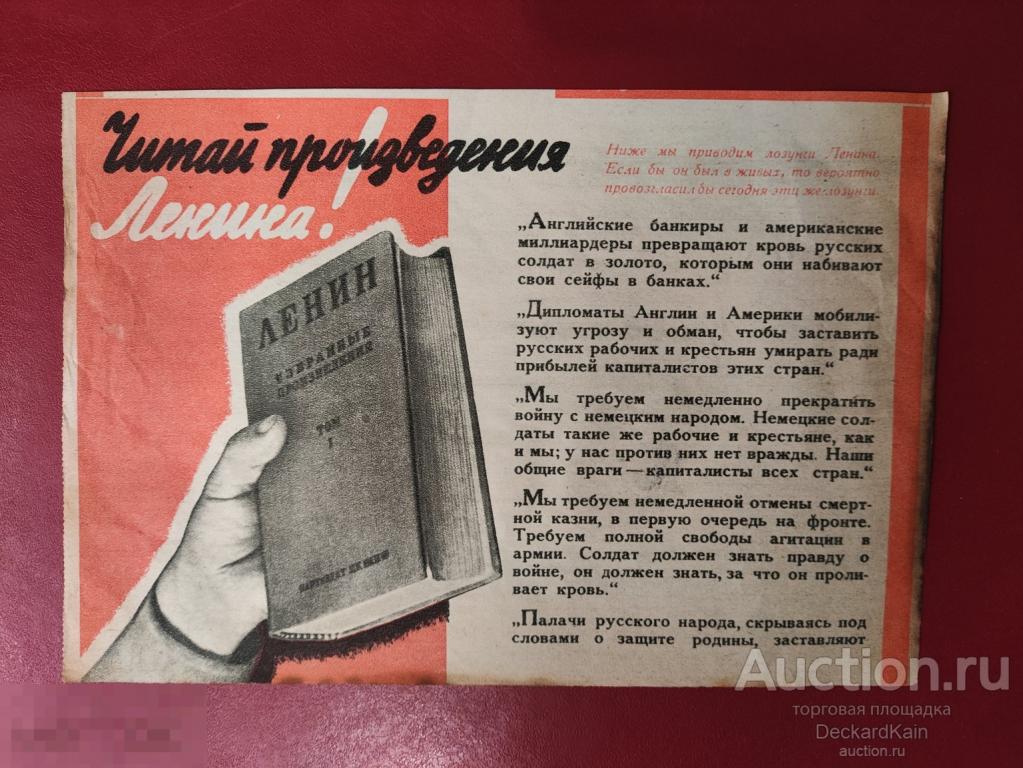 Читай произведения
Ленина!
Ниже мы приводим лозунги Ленина.
Если бы он был в живых, то вероятно
провозгласил бы сегодня эти же лозунги.
„Английские банкиры и американские
миллиардеры превращают кровь русских
солдат в золото, которым они набивают
свои сейфы в банках.“
„Дипломаты Англии и Америки мобили-
зуют угрозу и обман, чтобы заставить
русских рабочих и крестьян умирать ради
прибылей капиталистов этих стран.“
„Мы требуем немедленно прекратить
войну с немецким народом. Немецкие сол-
даты такие же рабочие и крестьяне, как
и мы; у нас против них нет вражды. Наши
общие враги — капиталисты всех стран.“
„Мы требуем немедленной отмены смерт-
ной казни, в первую очередь на фронте.
Требуем полной свободы агитации в
армии. Солдат должен знать правду о
войне, он должен знать, за что он проли-
вает кровь.“
„Палачи русского народа, скрываясь под
словами о защите родины, заставляют
ЛЕНИН
ИЗБРАННЫЕ
ПРОИЗВЕДЕНИЯ
ТОМ
I
ПАРТИЗДАТ ЦК ВКП(б)
Auction.ru
торговая площадка
DeckardKain
auction.ru